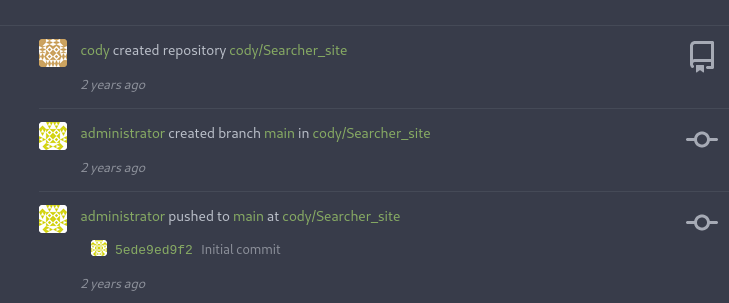 cody created repository cody/Searcher_site
2 years ago
administrator created branch main in cody/Searcher_site
2 years ago
administrator pushed to main at cody/Searcher_site
5ede9ed9f2 Initial commit
2 years ago